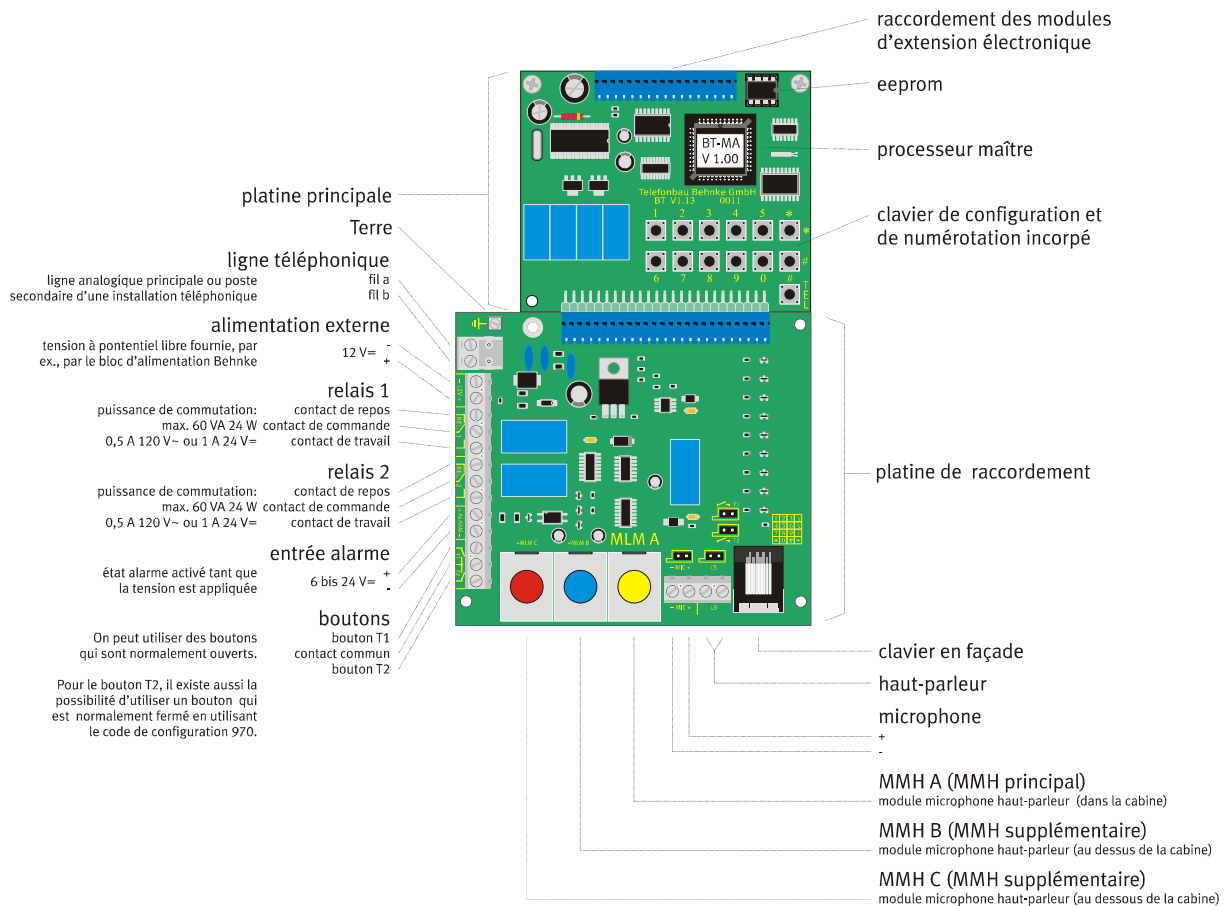 raccordement des modules
d'extension électronique
eeprom
processeur maître
clavier de configuration et
de numérotation incorpé
platine principale
Terre
ligne téléphonique
ligne analogique principale ou poste
secondaire d'une installation téléphonique
fil a
fil b
alimentation externe
tension à pontentiel libre fournie, par
ex., par le bloc d'alimentation Behnke
-
12 V=
+
relais 1
puissance de commutation:
max. 60 VA 24 W
0,5 A 120 V~ ou 1 A 24 V=
contact de repos
contact de commande
contact de travail
relais 2
puissance de commutation:
max. 60 VA 24 W
0,5 A 120 V~ ou 1 A 24 V=
contact de repos
contact de commande
contact de travail
entrée alarme
état alarme activé tant que
la tension est appliquée
+
6 bis 24 V=
-
boutons
On peut utiliser des boutons
qui sont normalement ouverts.
bouton T1
contact commun
bouton T2
Pour le bouton T2, il existe aussi la
possibilité d'utiliser un bouton qui
est normalement fermé en utilisant
le code de configuration 970.
BT-MA
V 1.00
Telefonbau Behnke GmbH
BT V1.13 0011
1 2 3 4 5 *
*
#
6 7 8 9 0 #
TEL
- 12V +
- ALARM +
+MLM C
+MLM B
MLM A
- MIC +
LS
- MIC +
LS
platine de raccordement
clavier en façade
haut-parleur
microphone
+
-
MMH A (MMH principal)
module microphone haut-parleur (dans la cabine)
MMH B (MMH supplémentaire)
module microphone haut-parleur (au dessus de la cabine)
MMH C (MMH supplémentaire)
module microphone haut-parleur (au dessous de la cabine)